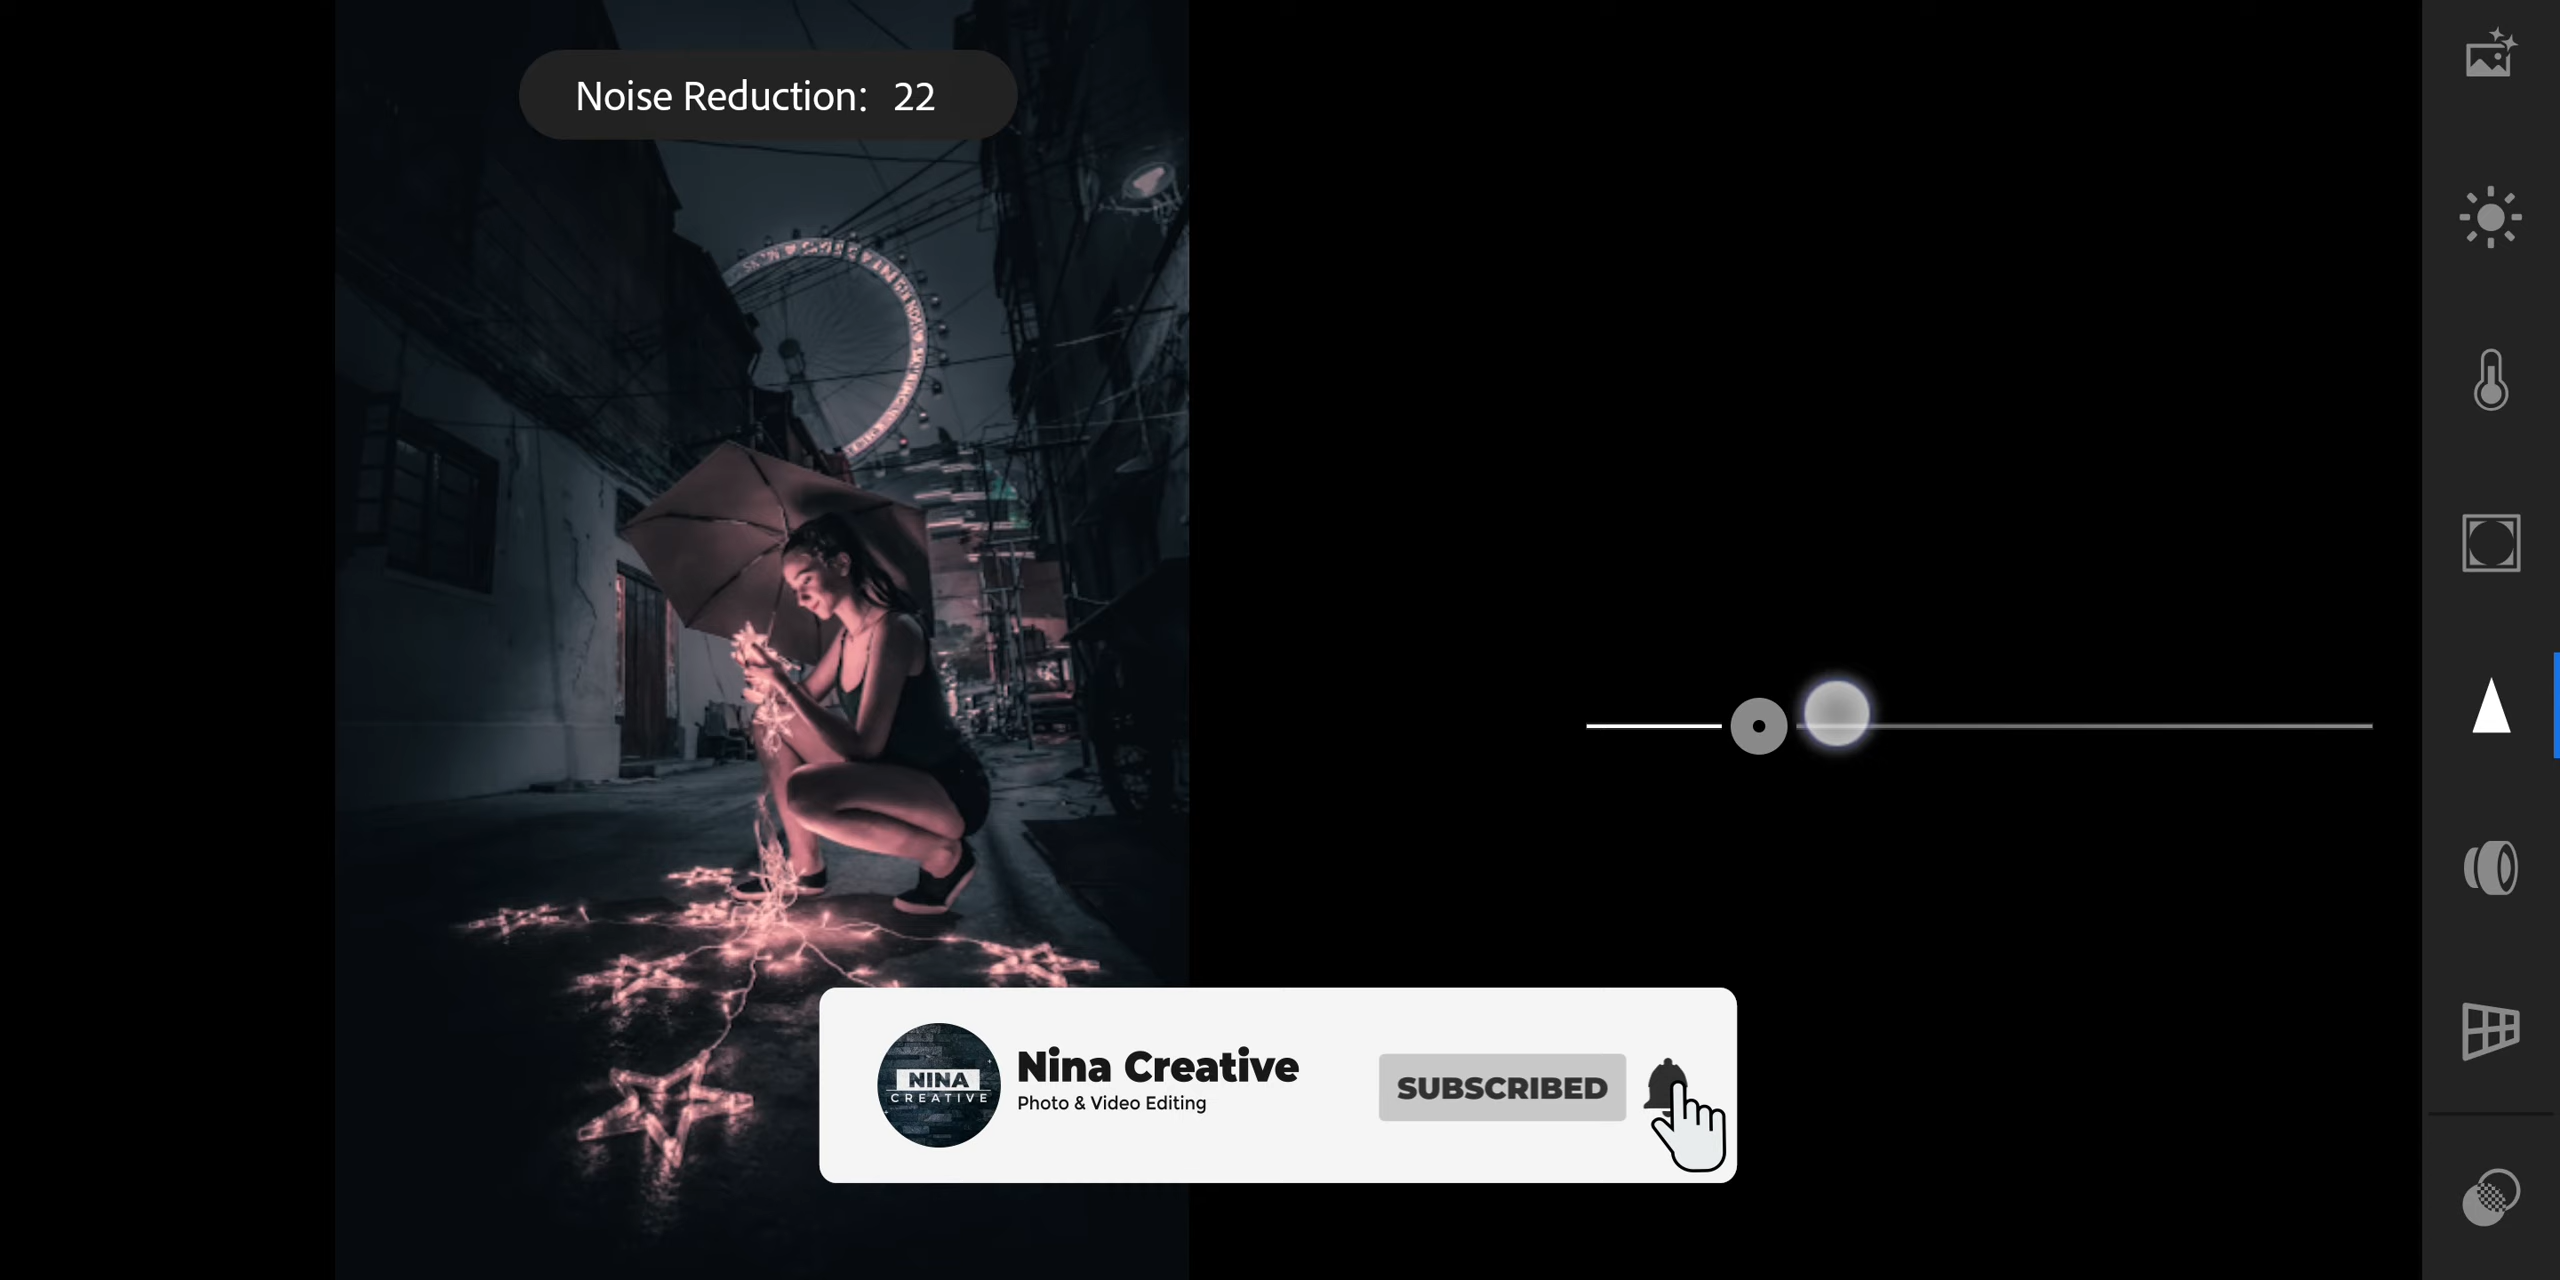 Noise Reduction: 22
NINA
CREATIVE
Nina Creative
Photo & Video Editing
SUBSCRIBED